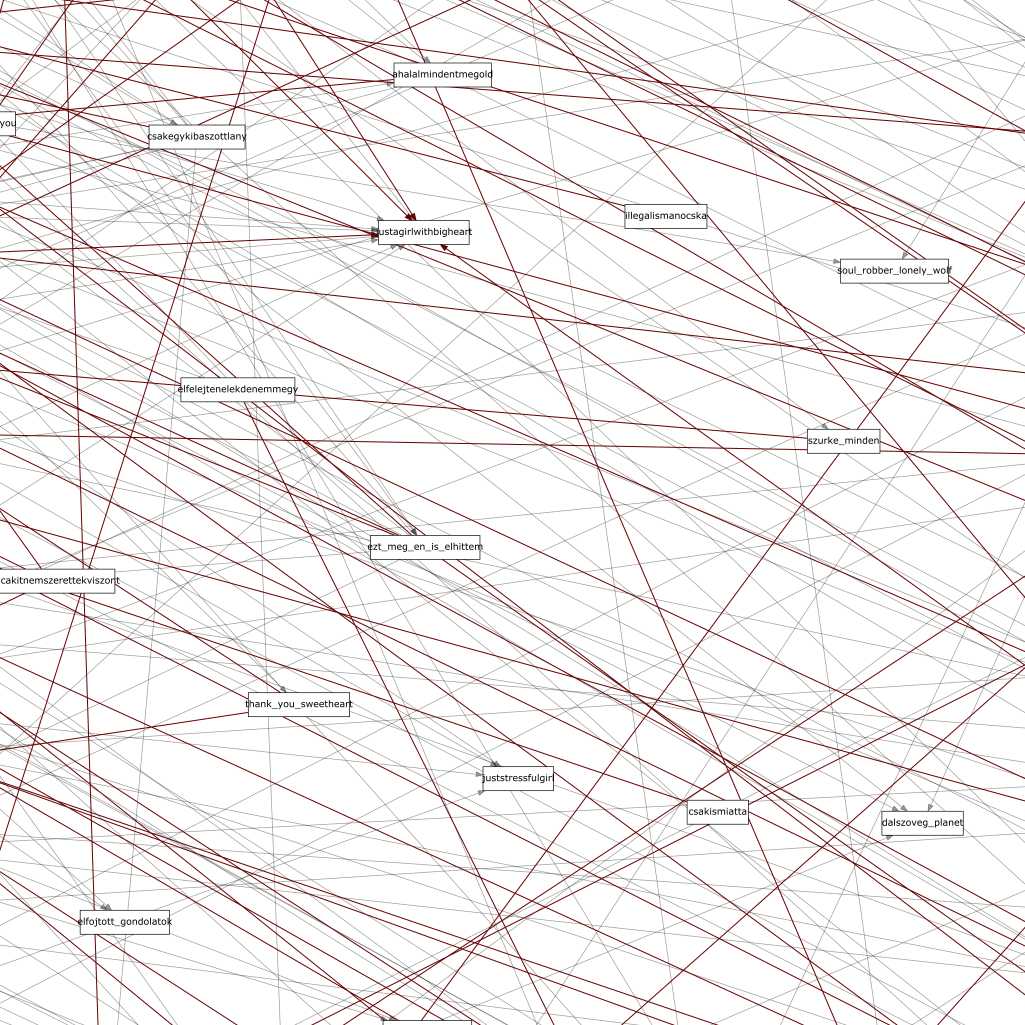 ahalalmindentmegold
you
csakegykibaszottlany
illegalismanocska
justagirlwithbigheart
soul_robber_lonely_wolf
elfelejtenelekdenemmegy
szurke_minden
ezt_meg_en_is_elhittem
cakitnemszerettekviszont
thank_you_sweetheart
juststressfulgirl
csakismiatta
dalszoveg_planet
elfojtott_gondolatok